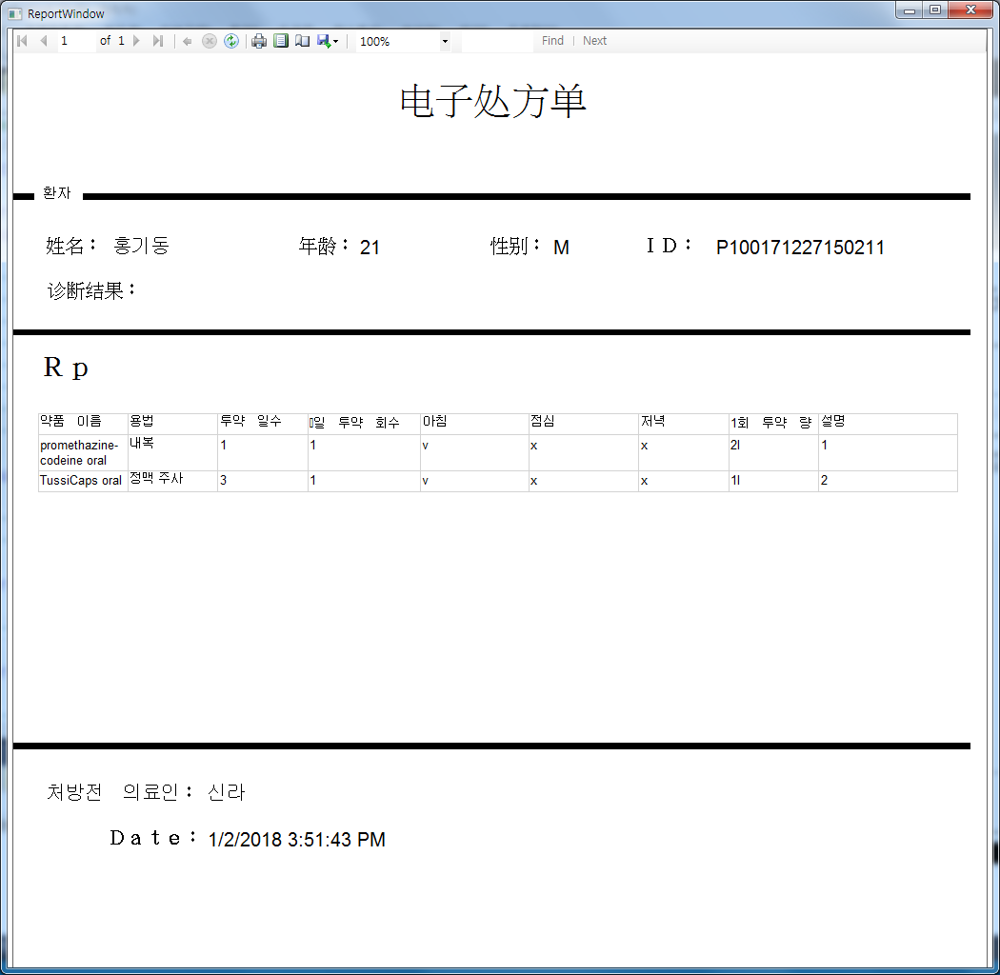 ReportWindow
1 of 1 100% Find | Next
电子处方单
환자
姓名： 홍기동 年龄：21 性别： M ＩＤ： P100171227150211
诊断结果：
Ｒｐ
약품 이름 용법 투약 일수 일 투약 회수 아침 점심 저녁 1회 투약 량 설명
promethazine-codeine oral 내복 1 1 v x x 2l 1
TussiCaps oral 정맥 주사 3 1 v x x 1l 2
처방전 의료인： 신라
Ｄａｔｅ： 1/2/2018 3:51:43 PM